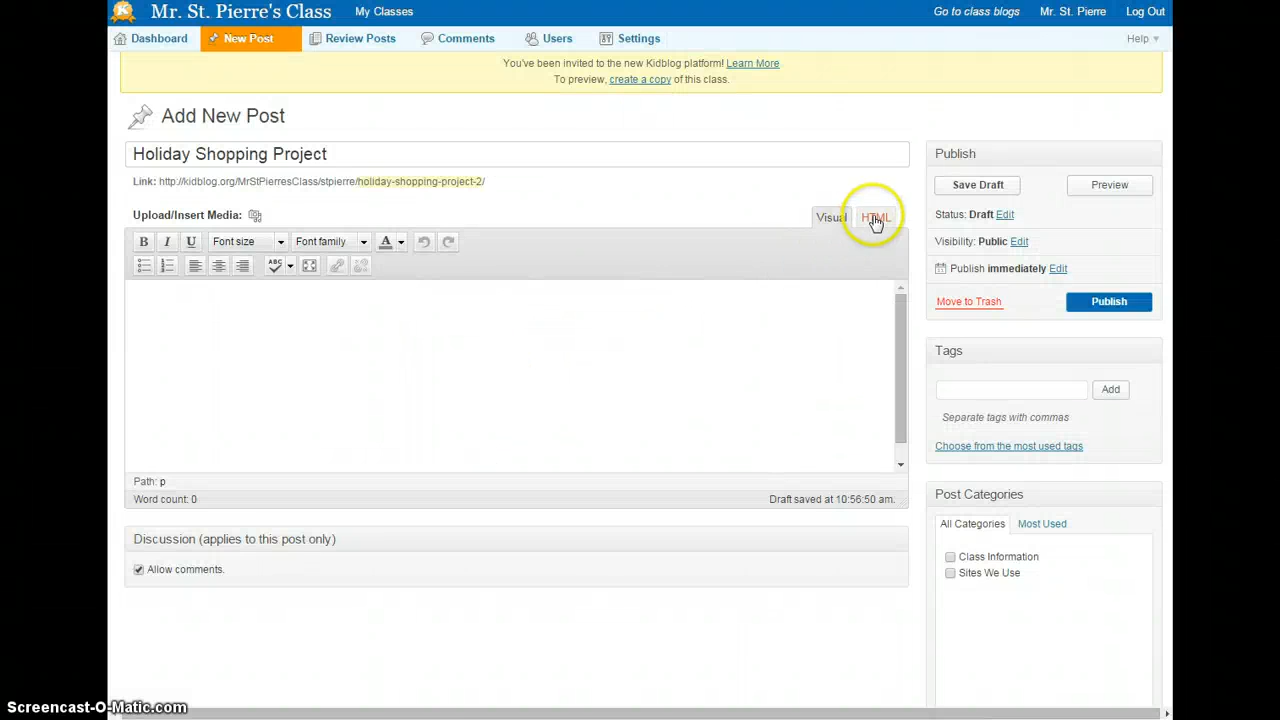 Mr. St. Pierre's Class My Classes Go to class blogs Mr. St. Pierre Log Out
Dashboard New Post Review Posts Comments Users Settings Help
You've been invited to the new Kidblog platform! Learn More
To preview, create a copy of this class.
Add New Post
Holiday Shopping Project
Link: http://kidblog.org/MrStPierresClass/stpierre/holiday-shopping-project-2/
Upload/Insert Media:
Visual HTML
B I U Font size Font family A
ABC
Path: p
Word count: 0 Draft saved at 10:56:50 am.
Discussion (applies to this post only)
Allow comments.
Publish
Save Draft Preview
Status: Draft Edit
Visibility: Public Edit
Publish immediately Edit
Move to Trash Publish
Tags
Add
Separate tags with commas
Choose from the most used tags
Post Categories
All Categories Most Used
Class Information
Sites We Use
Screencast-O-Matic.com